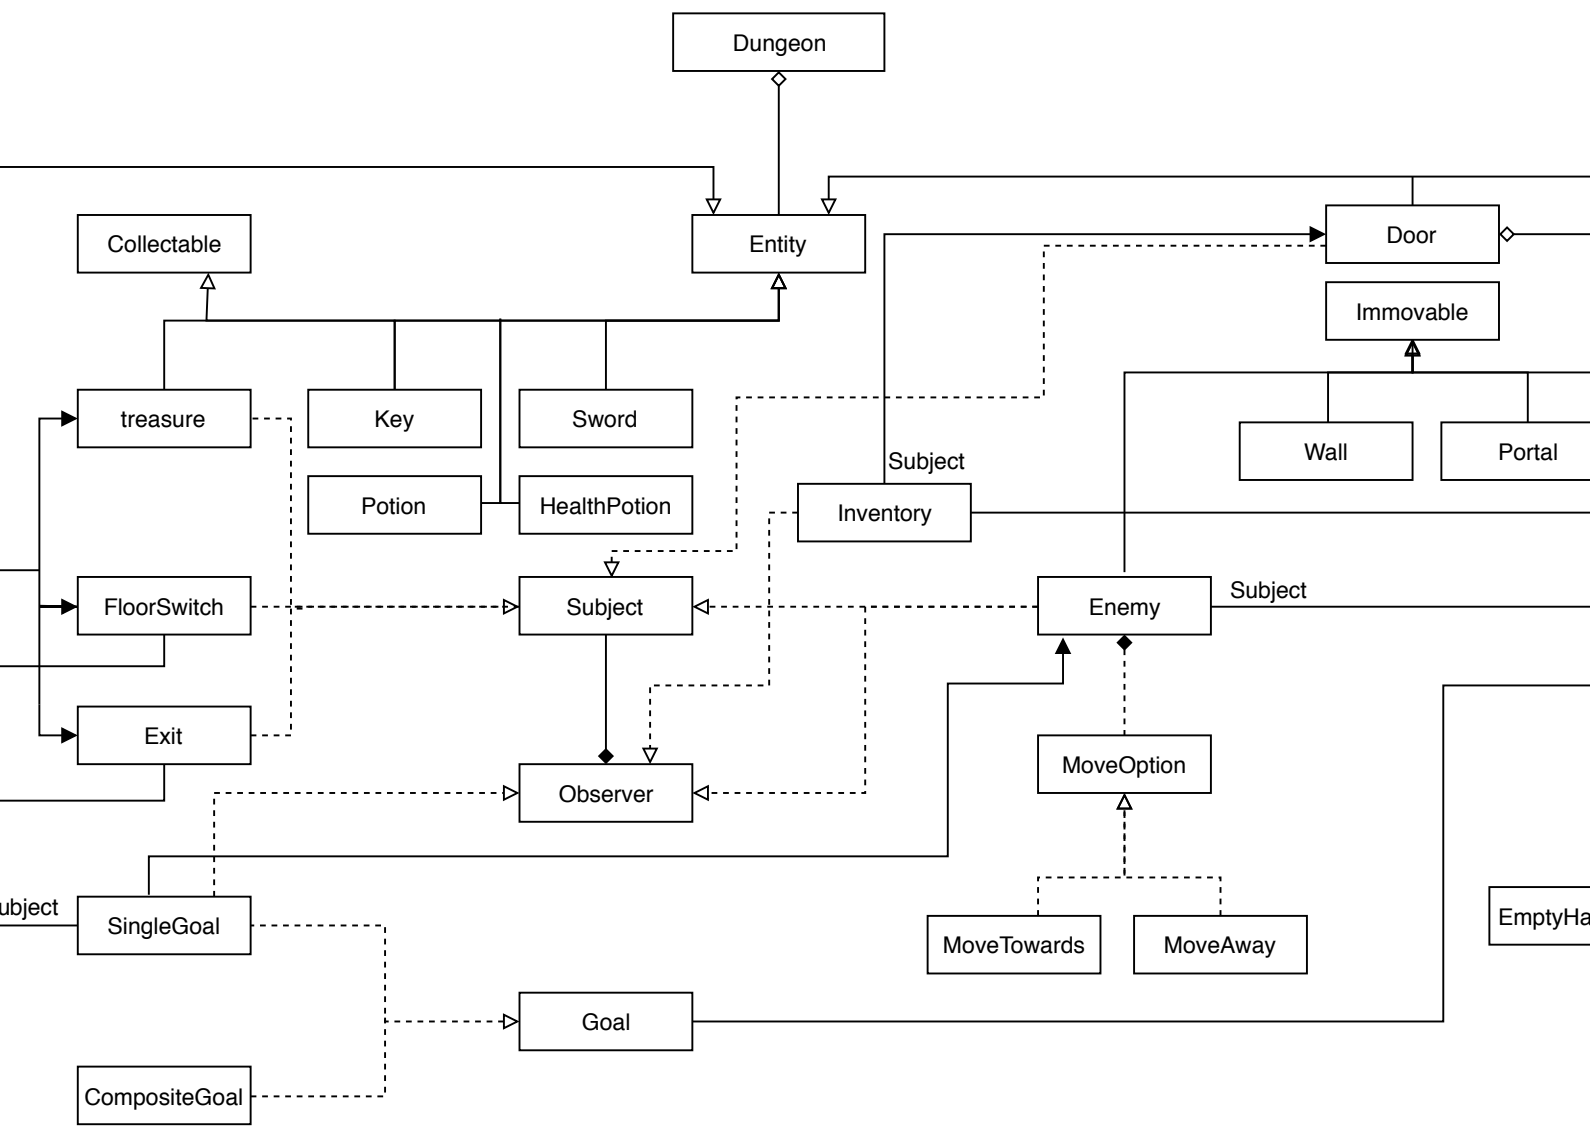 Dungeon
Collectable
Entity
Door
Immovable
treasure
Key
Sword
Wall
Portal
Subject
Potion
HealthPotion
Inventory
FloorSwitch
Subject
Enemy
Subject
Exit
MoveOption
Observer
ubject
SingleGoal
MoveTowards
MoveAway
EmptyHa
Goal
CompositeGoal